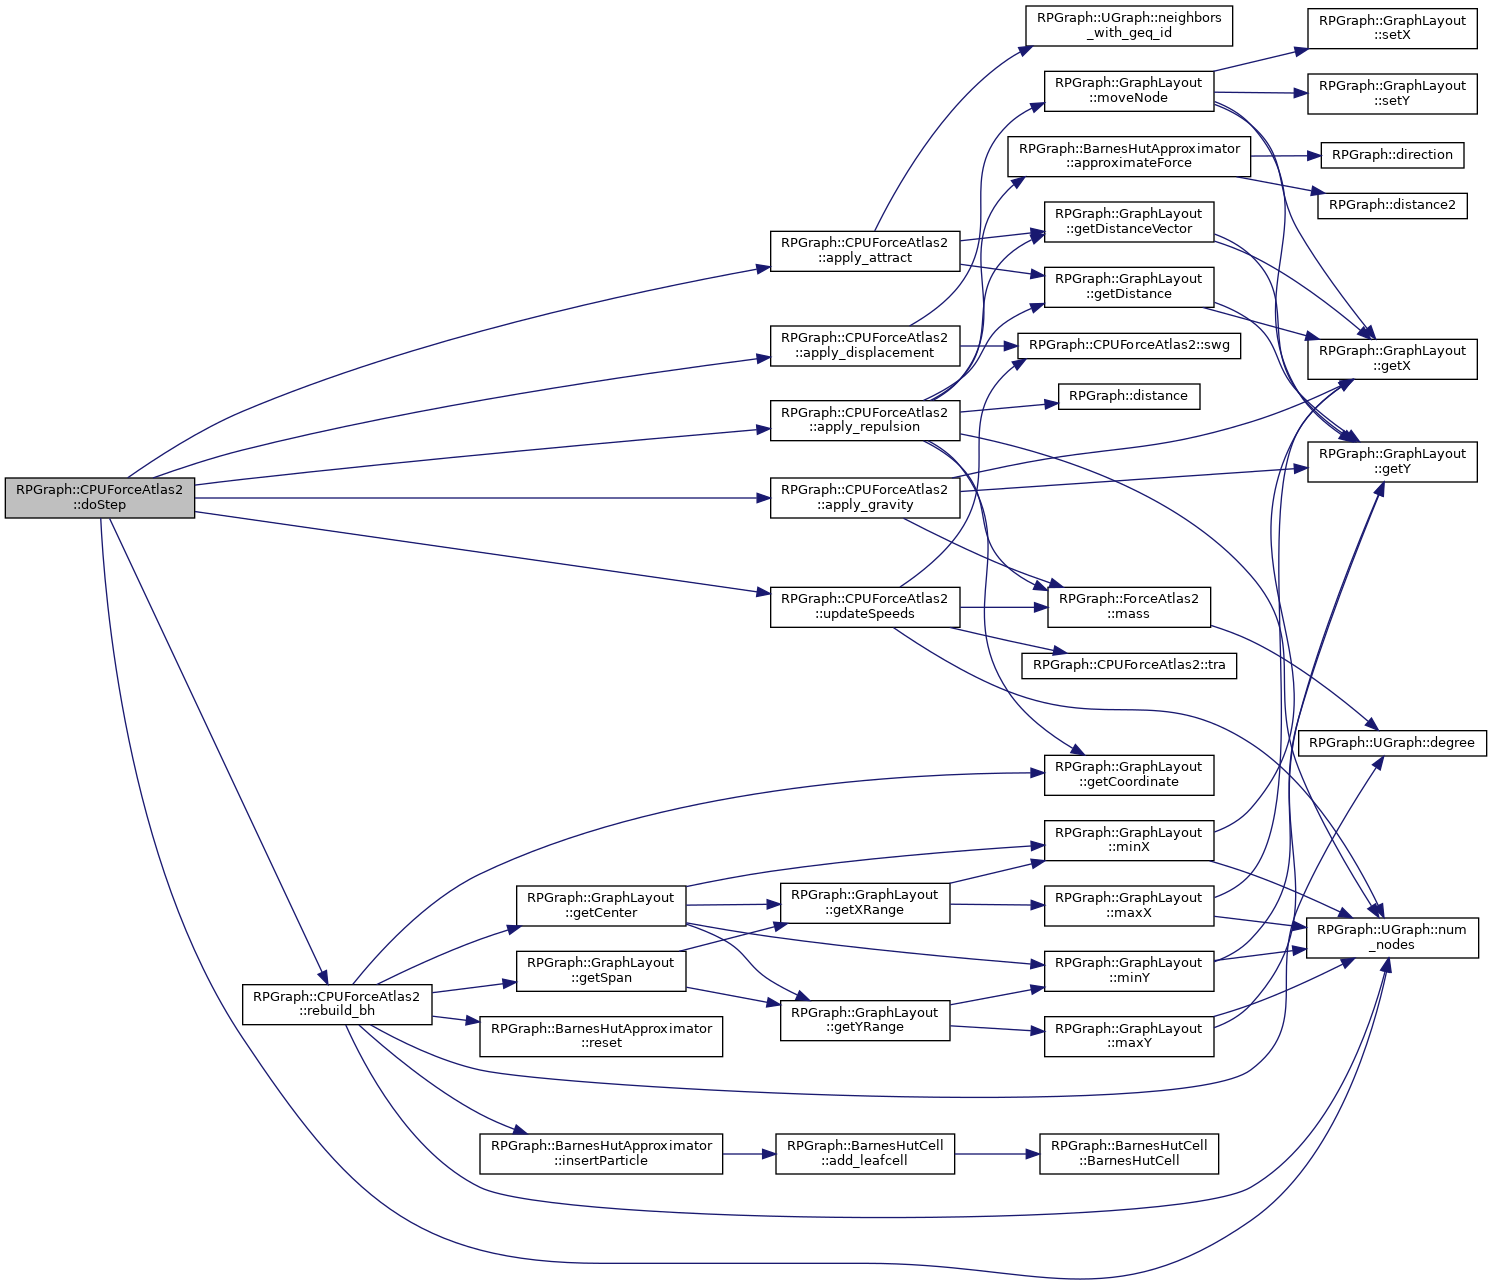 RPGraph::UGraph::neighbors
_with_geq_id
RPGraph::GraphLayout
::setX
RPGraph::GraphLayout
::moveNode
RPGraph::GraphLayout
::setY
RPGraph::BarnesHutApproximator
::approximateForce
RPGraph::direction
RPGraph::distance2
RPGraph::GraphLayout
::getDistanceVector
RPGraph::CPUForceAtlas2
::apply_attract
RPGraph::GraphLayout
::getDistance
RPGraph::CPUForceAtlas2
::apply_displacement
RPGraph::CPUForceAtlas2::swg
RPGraph::GraphLayout
::getX
RPGraph::distance
RPGraph::CPUForceAtlas2
::apply_repulsion
RPGraph::GraphLayout
::getY
RPGraph::CPUForceAtlas2
::doStep
RPGraph::CPUForceAtlas2
::apply_gravity
RPGraph::CPUForceAtlas2
::updateSpeeds
RPGraph::ForceAtlas2
::mass
RPGraph::CPUForceAtlas2::tra
RPGraph::UGraph::degree
RPGraph::GraphLayout
::getCoordinate
RPGraph::GraphLayout
::minX
RPGraph::GraphLayout
::getCenter
RPGraph::GraphLayout
::getXRange
RPGraph::GraphLayout
::maxX
RPGraph::UGraph::num
_nodes
RPGraph::GraphLayout
::getSpan
RPGraph::GraphLayout
::minY
RPGraph::CPUForceAtlas2
::rebuild_bh
RPGraph::GraphLayout
::getYRange
RPGraph::BarnesHutApproximator
::reset
RPGraph::GraphLayout
::maxY
RPGraph::BarnesHutApproximator
::insertParticle
RPGraph::BarnesHutCell
::add_leafcell
RPGraph::BarnesHutCell
::BarnesHutCell